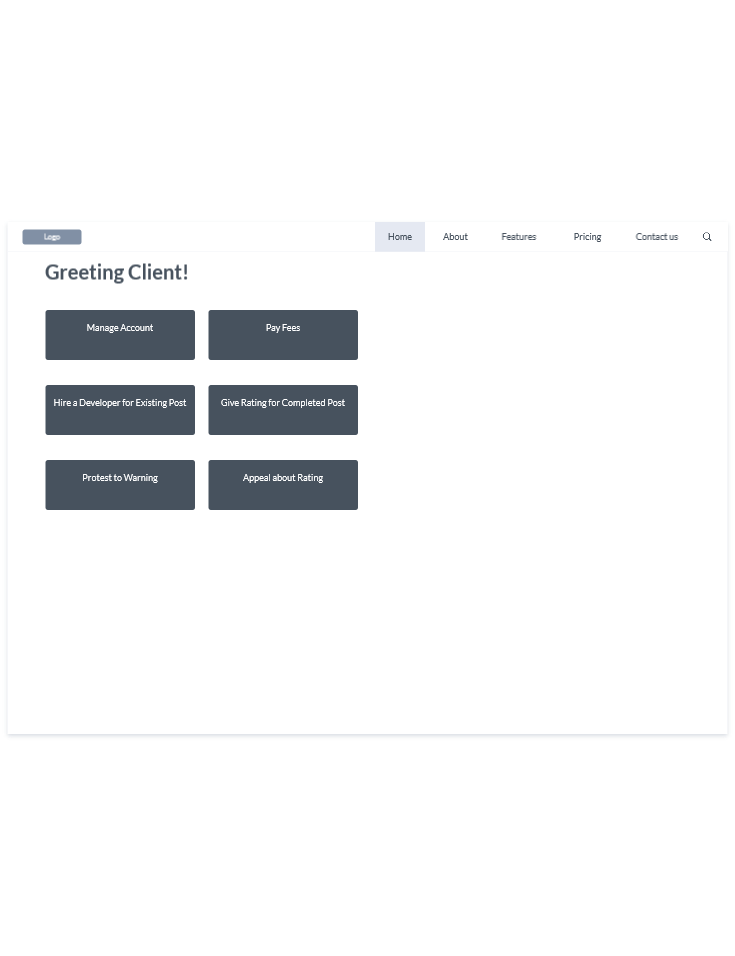 Logo
Home About Features Pricing Contact us
Greeting Client!
Manage Account
Pay Fees
Hire a Developer for Existing Post
Give Rating for Completed Post
Protest to Warning
Appeal about Rating